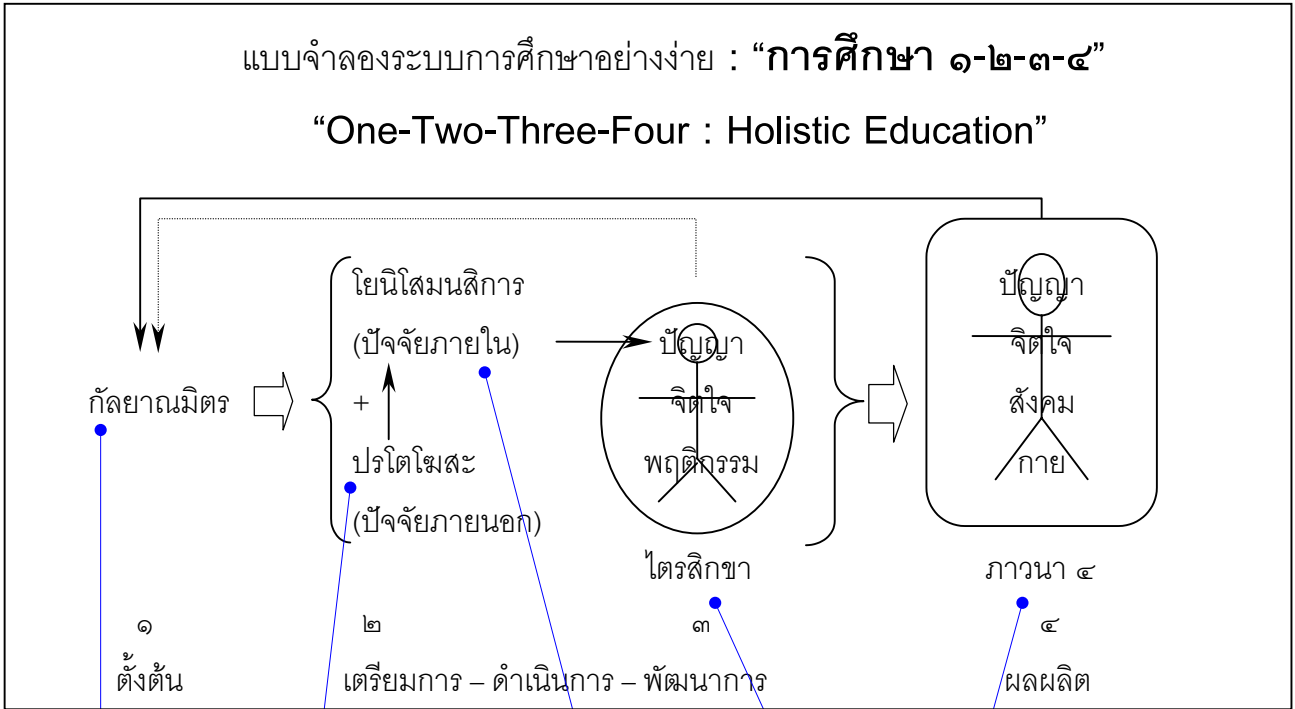 แบบจำลองระบบการศึกษาอย่างง่าย : “การศึกษา ๑-๒-๓-๔”
“One-Two-Three-Four : Holistic Education”
กัลยาณมิตร
โยนิโสมนสิการ
(ปัจจัยภายใน)
+
ปรโตโฆสะ
(ปัจจัยภายนอก)
ปัญญา
จิตใจ
พฤติกรรม
ไตรสิกขา
ปัญญา
จิตใจ
สังคม
กาย
ภาวนา ๔
๑ ๒ ๓ ๔
ตั้งต้น เตรียมการ – ดำเนินการ – พัฒนาการ ผลผลิต